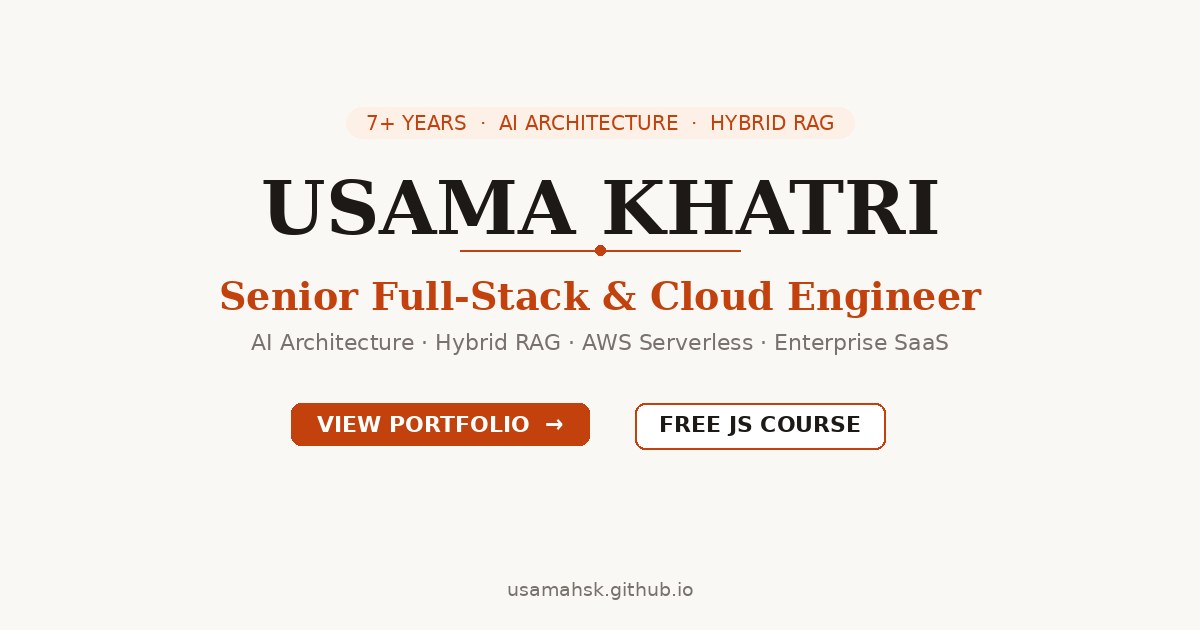 7+ YEARS · AI ARCHITECTURE · HYBRID RAG
USAMA KHATRI
Senior Full-Stack & Cloud Engineer
AI Architecture · Hybrid RAG · AWS Serverless · Enterprise SaaS
VIEW PORTFOLIO →
FREE JS COURSE
usamahsk.github.io